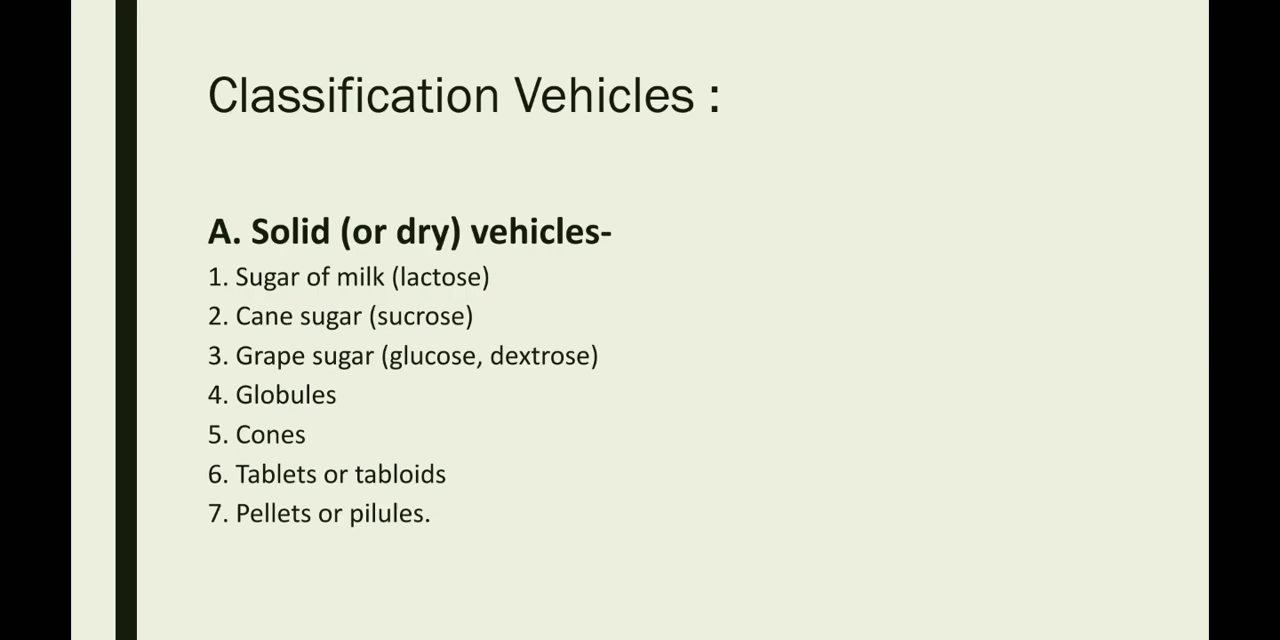 Classification Vehicles :
A. Solid (or dry) vehicles-
1. Sugar of milk (lactose)
2. Cane sugar (sucrose)
3. Grape sugar (glucose, dextrose)
4. Globules
5. Cones
6. Tablets or tabloids
7. Pellets or pilules.